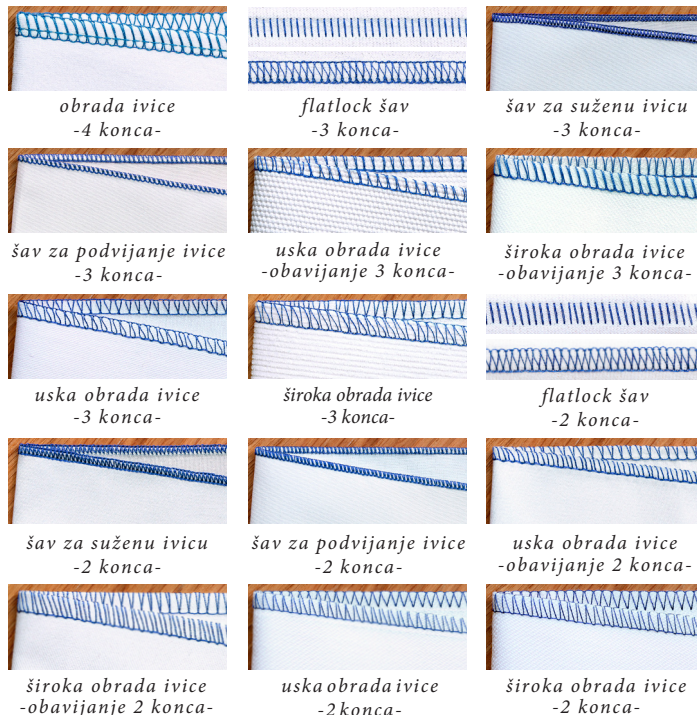 obrada ivice
-4 konca-
flatlock šav
-3 konca-
šav za suženu ivicu
-3 konca-
šav za podvijanje ivice
-3 konca-
uska obrada ivice
-obavijanje 3 konca-
široka obrada ivice
-obavijanje 3 konca-
uska obrada ivice
-3 konca-
široka obrada ivice
-3 konca-
flatlock šav
-2 konca-
šav za suženu ivicu
-2 konca-
šav za podvijanje ivice
-2 konca-
uska obrada ivice
-obavijanje 2 konca-
široka obrada ivice
-obavijanje 2 konca-
uska obrada ivice
-2 konca-
široka obrada ivice
-2 konca-